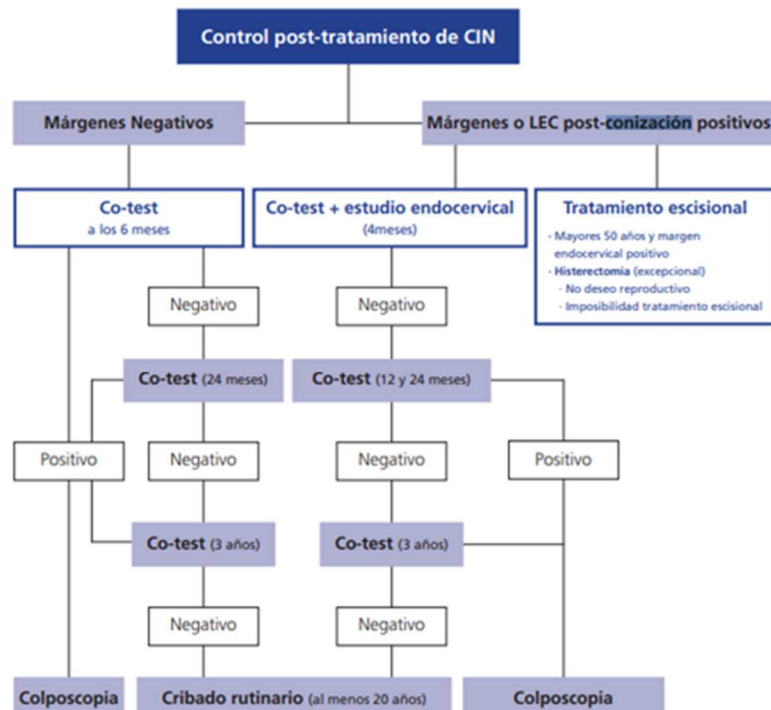 Control post-tratamiento de CIN
Márgenes Negativos
Márgenes o LEC post-conización positivos
Co-test
a los 6 meses
Co-test + estudio endocervical
(4meses)
Tratamiento escisional
· Mayores 50 años y margen
endocervical positivo
· Histerectomía (excepcional)
· No deseo reproductivo
· Imposibilidad tratamiento escisional
Negativo
Negativo
Co-test (24 meses)
Co-test (12 y 24 meses)
Positivo
Negativo
Negativo
Positivo
Co-test (3 años)
Co-test (3 años)
Negativo
Negativo
Colposcopia
Cribado rutinario (al menos 20 años)
Colposcopia